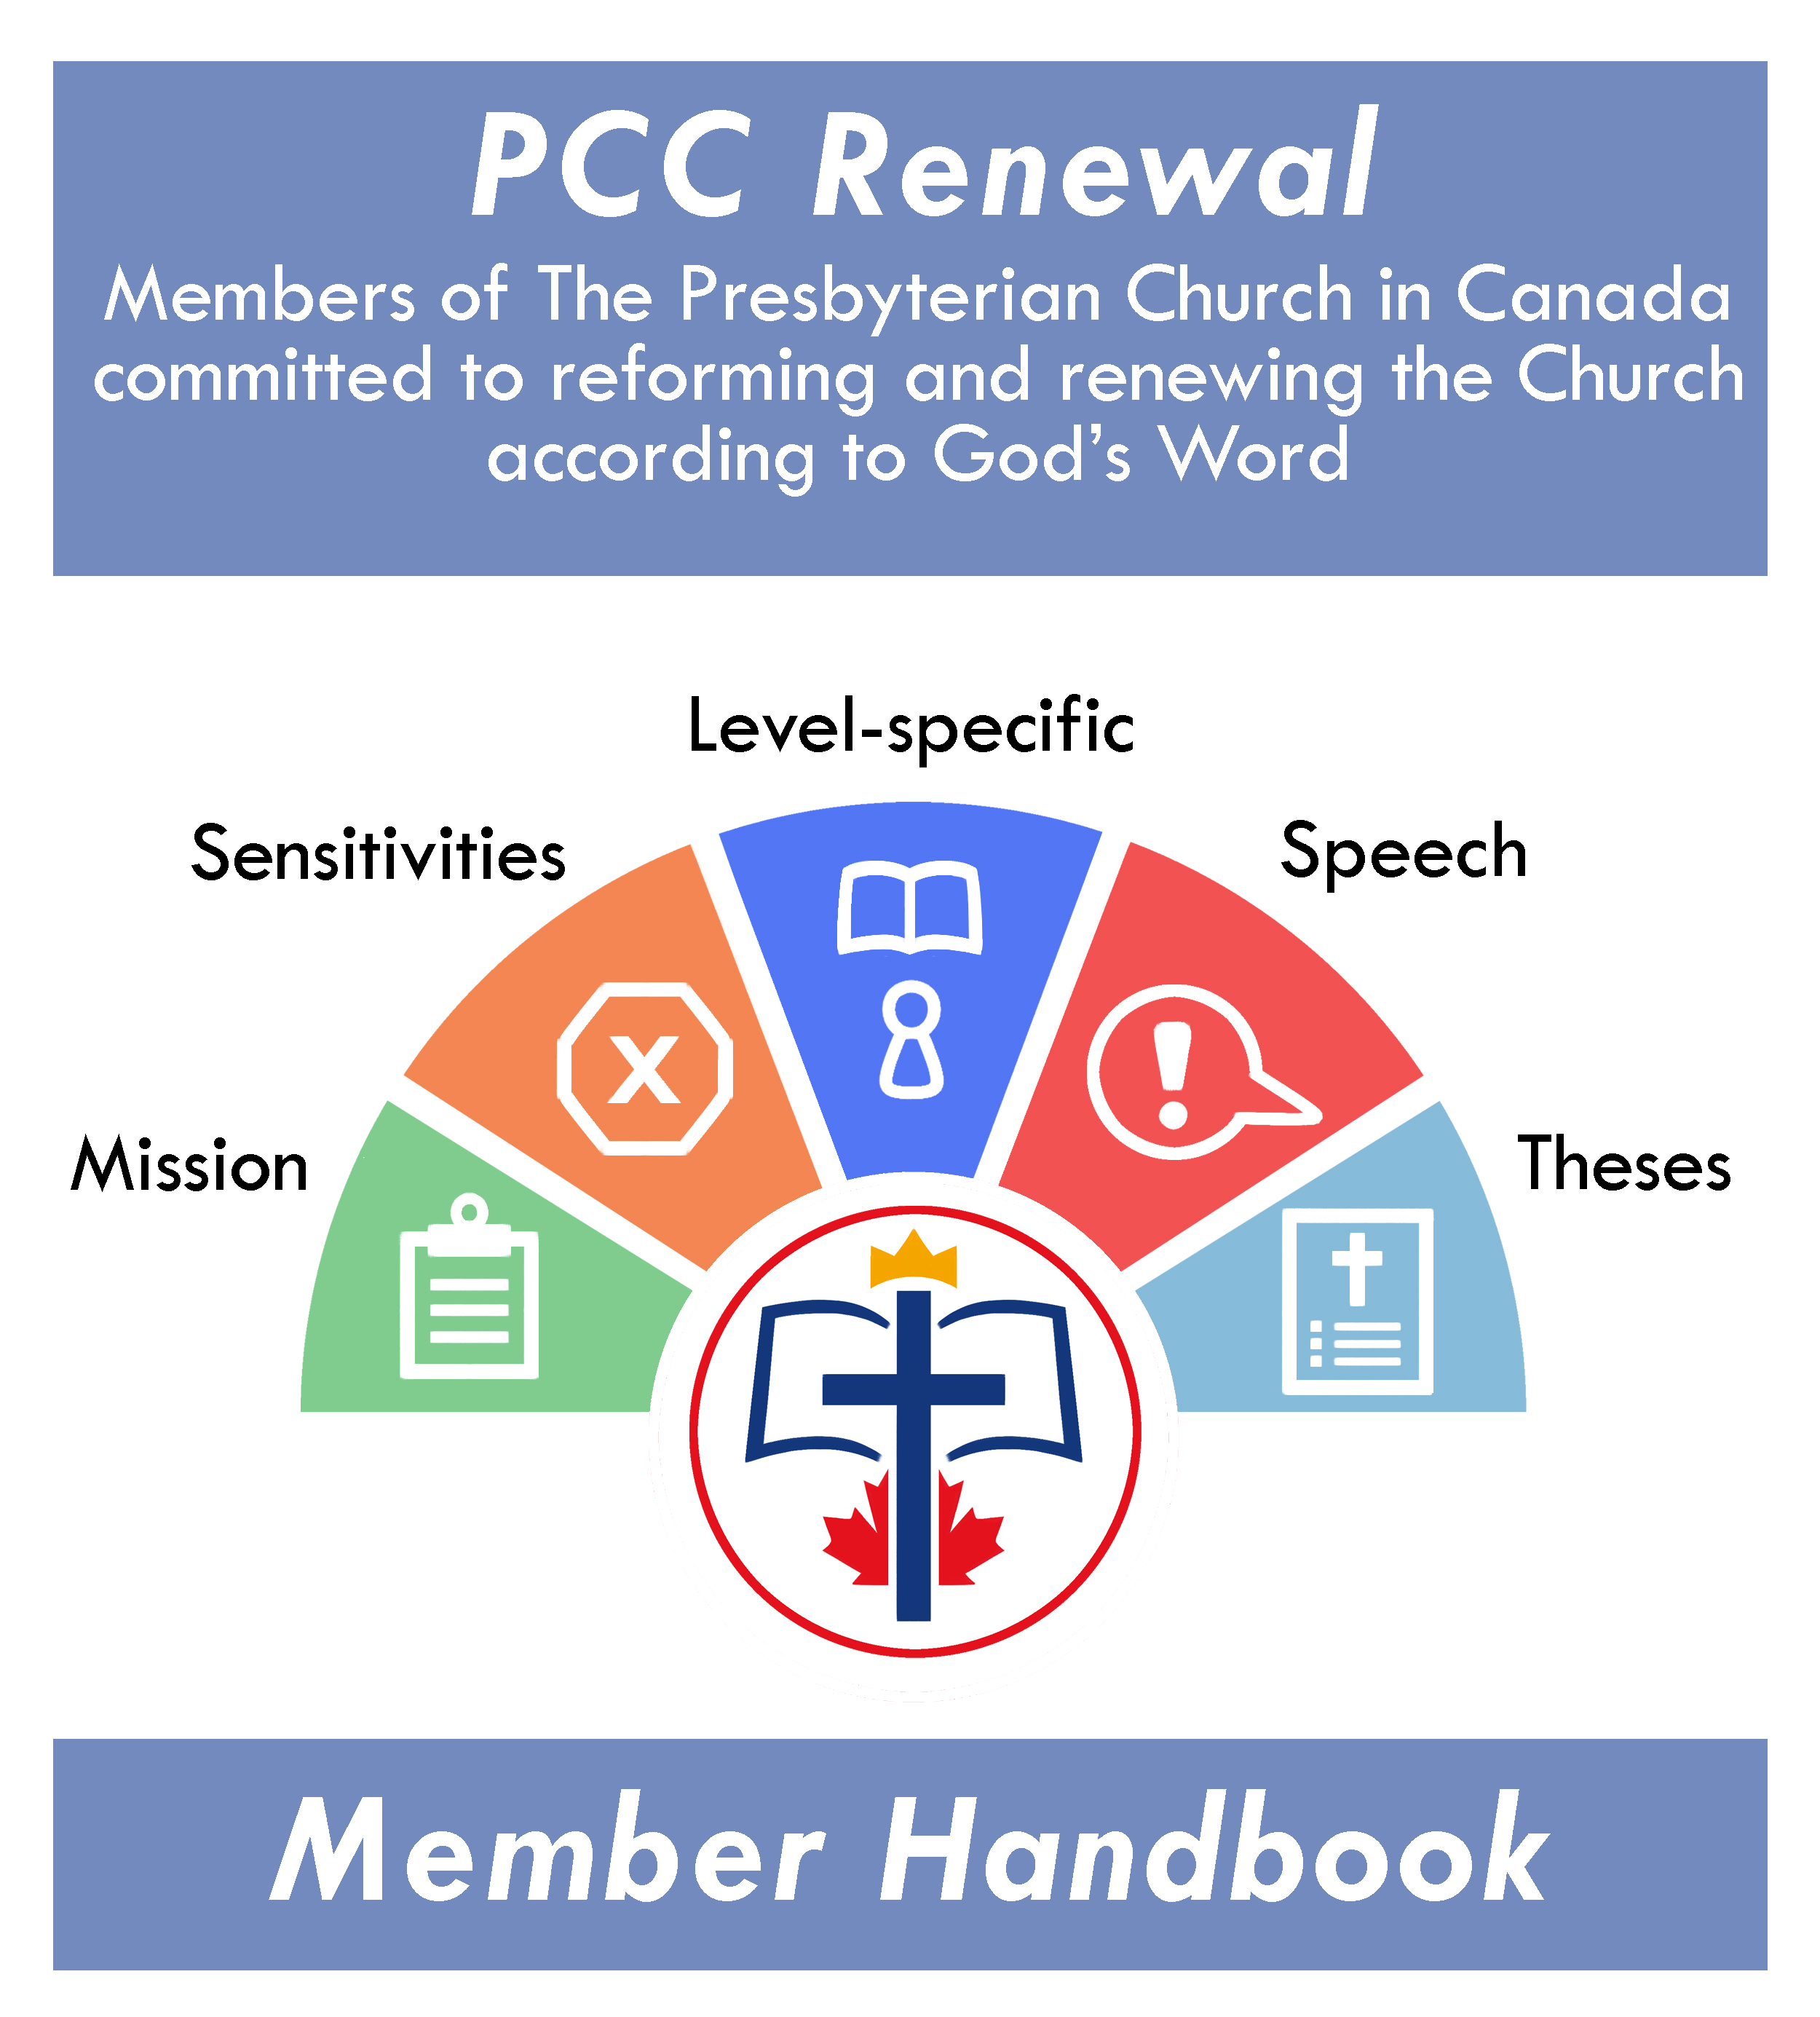 PCC Renewal
Members of The Presbyterian Church in Canada
committed to reforming and renewing the Church
according to God’s Word
Level-specific
Sensitivities
Speech
Mission
Theses
X
!
Member Handbook